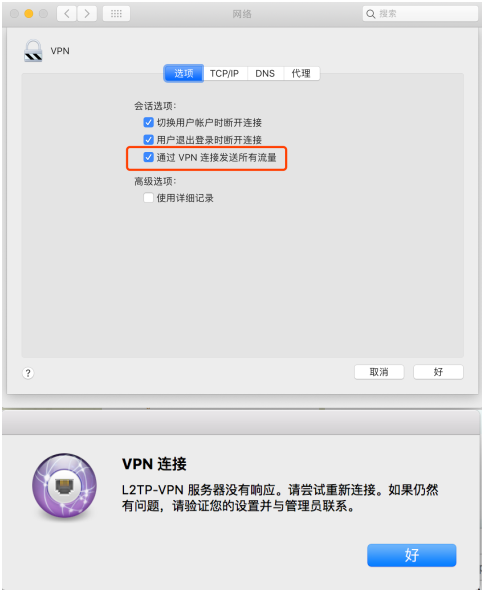 网络
搜索
VPN
选项 TCP/IP DNS 代理
会话选项:
切换用户帐户时断开连接
用户退出登录时断开连接
通过 VPN 连接发送所有流量
高级选项:
使用详细记录
?
取消 好
VPN 连接
L2TP-VPN 服务器没有响应。请尝试重新连接。如果仍然
有问题，请验证您的设置并与管理员联系。
好